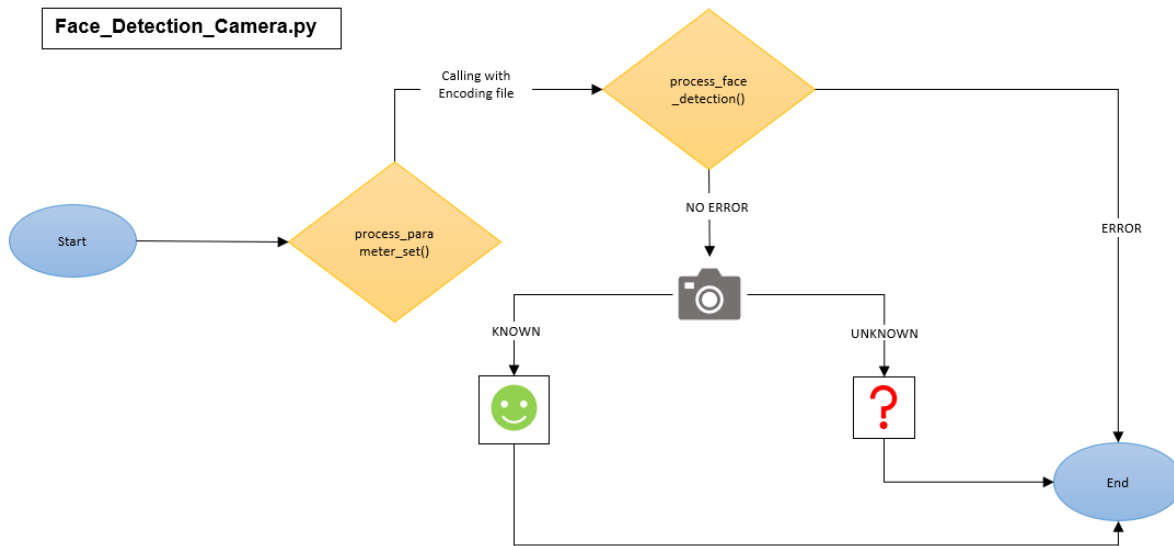 Face_Detection_Camera.py
Calling with
Encoding file
process_face
_detection()
NO ERROR
ERROR
Start
process_para
meter_set()
KNOWN
UNKNOWN
?
End